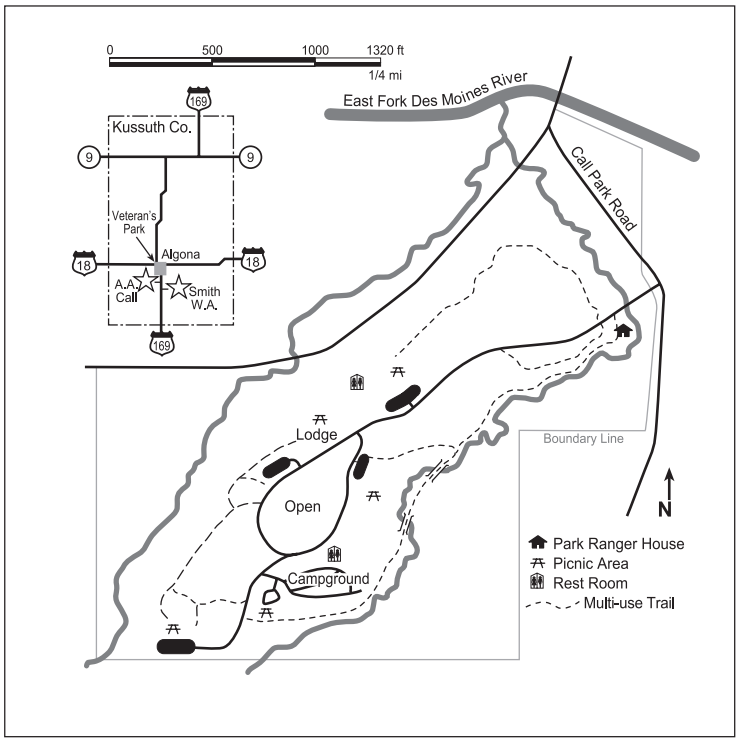 0 500 1000 1320 ft
1/4 mi
169
Kussuth Co.
9 9
Veteran's
Park
Algona
18 18
A.A.
Call
Smith
W.A.
169
East Fork Des Moines River
Call Park Road
Lodge
Open
Campground
Boundary Line
N
Park Ranger House
Picnic Area
Rest Room
Multi-use Trail